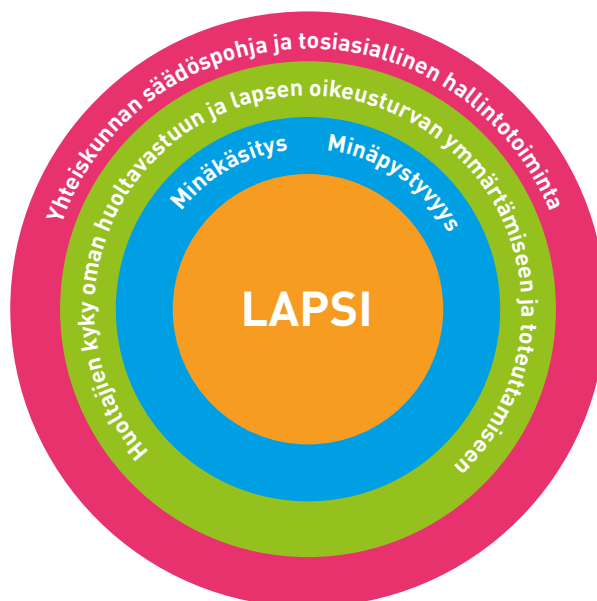 Yhteiskunnan säädöspohja ja tosiasiallinen hallintotoiminta
Huoltajien kyky oman huoltavastuun ja lapsen oikeusturvan ymmärtämiseen ja toteuttamiseen
Minäkäsitys
Minäpystyvyys
LAPSI